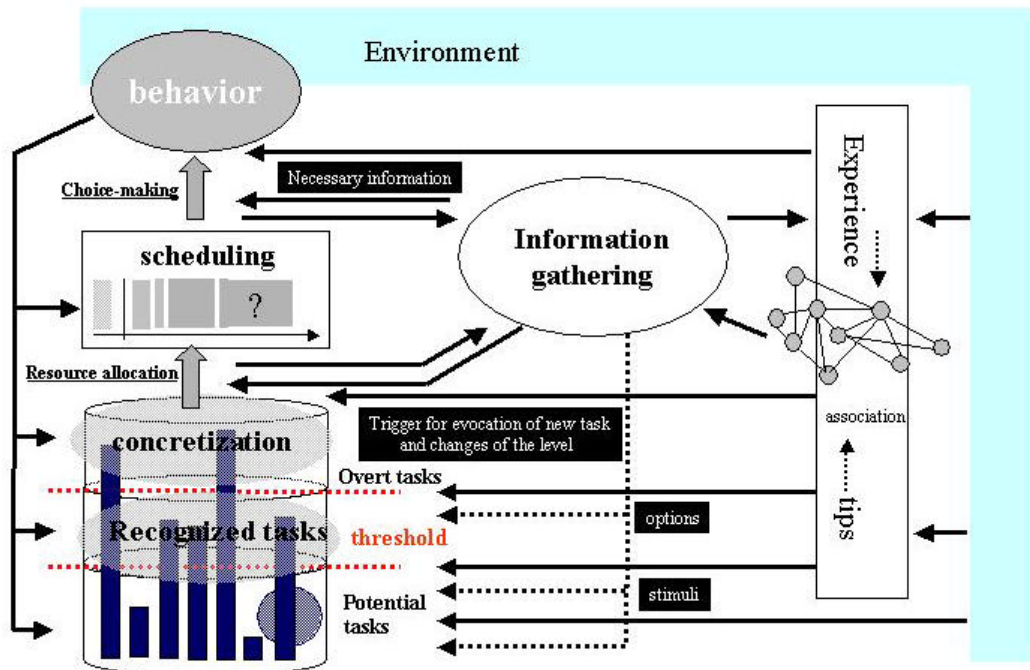 Environment
behavior
Necessary information
Choice-making
Experience
scheduling
Information
gathering
?
Resource allocation
association
Trigger for evocation of new task
and changes of the level
concretization
Overt tasks
options
tips
Recognized tasks
threshold
stimuli
Potential
tasks